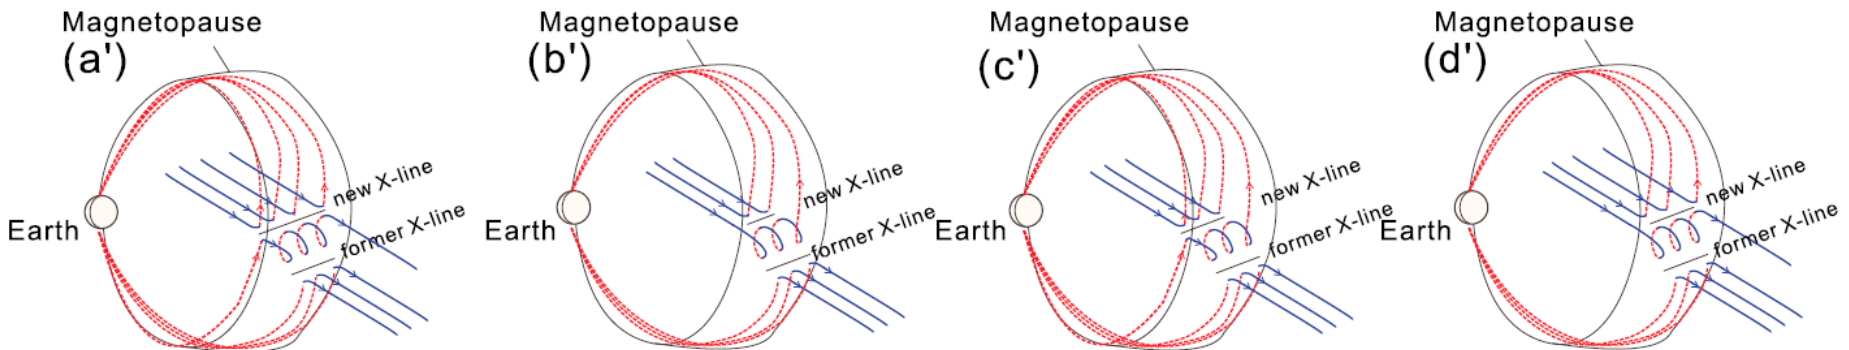 Magnetopause
(a')
new X-line
former X-line
Earth
Magnetopause
(b')
new X-line
former X-line
Earth
Magnetopause
(c')
new X-line
former X-line
Earth
Magnetopause
(d')
new X-line
former X-line
Earth